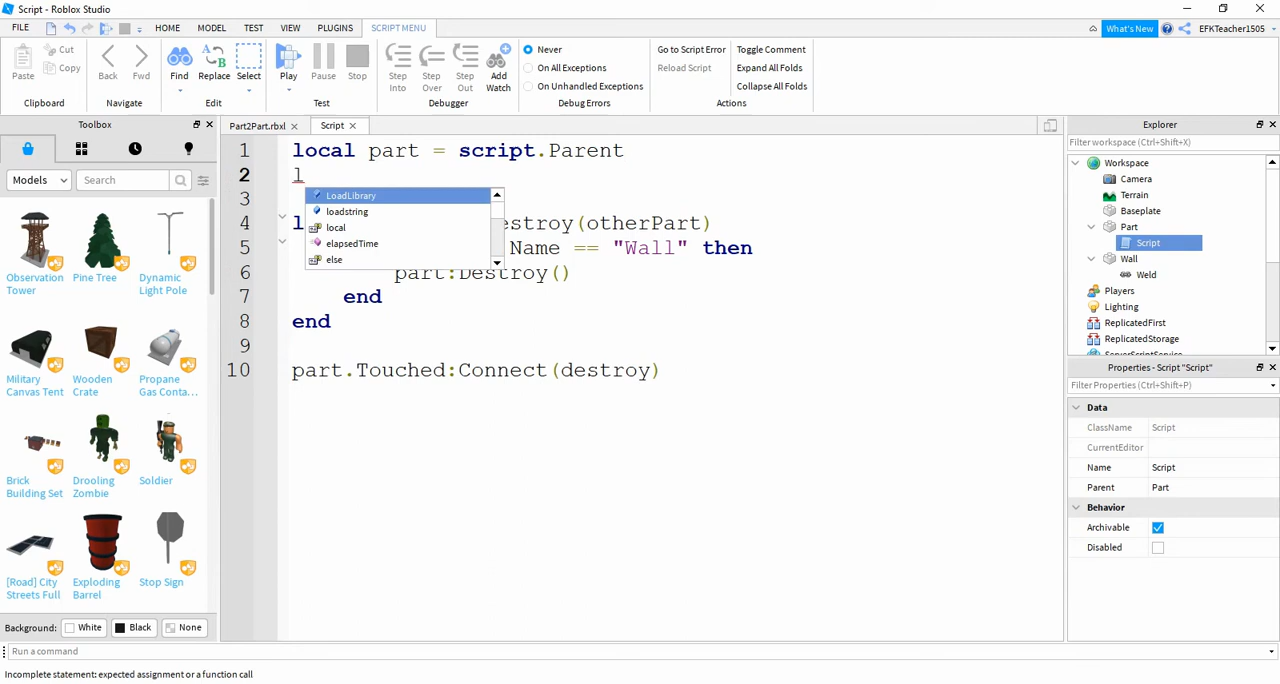 Script - Roblox Studio
FILE HOME MODEL TEST VIEW PLUGINS SCRIPT MENU What's New EFKTeacher1505
Paste Cut Copy Back Fwd Find Replace Select Play Pause Stop Step Into Step Over Step Out Add Watch
Never
On All Exceptions
On Unhandled Exceptions
Go to Script Error
Reload Script
Toggle Comment
Expand All Folds
Collapse All Folds
Clipboard Navigate Edit Test Debugger Debug Errors Actions
Toolbox
Models Search
Observation Tower
Pine Tree
Dynamic Light Pole
Military Canvas Tent
Wooden Crate
Propane Gas Conta...
Brick Building Set
Drooling Zombie
Soldier
[Road] City Streets Full
Exploding Barrel
Stop Sign
Background: White Black None
Part2Part.rbxl Script
1 local part = script.Parent
2 l
LoadLibrary
loadstring
local
elapsedTime
else
3
4 l estroy(otherPart)
5 Name == "Wall" then
6 part:Destroy()
7 end
8 end
9
10 part.Touched:Connect(destroy)
Explorer
Filter workspace (Ctrl+Shift+X)
Workspace
Camera
Terrain
Baseplate
Part
Script
Wall
Weld
Players
Lighting
ReplicatedFirst
ReplicatedStorage
ServerScriptService
Properties - Script "Script"
Filter Properties (Ctrl+Shift+P)
Data
ClassName Script
CurrentEditor
Name Script
Parent Part
Behavior
Archivable
Disabled
Run a command
Incomplete statement: expected assignment or a function call